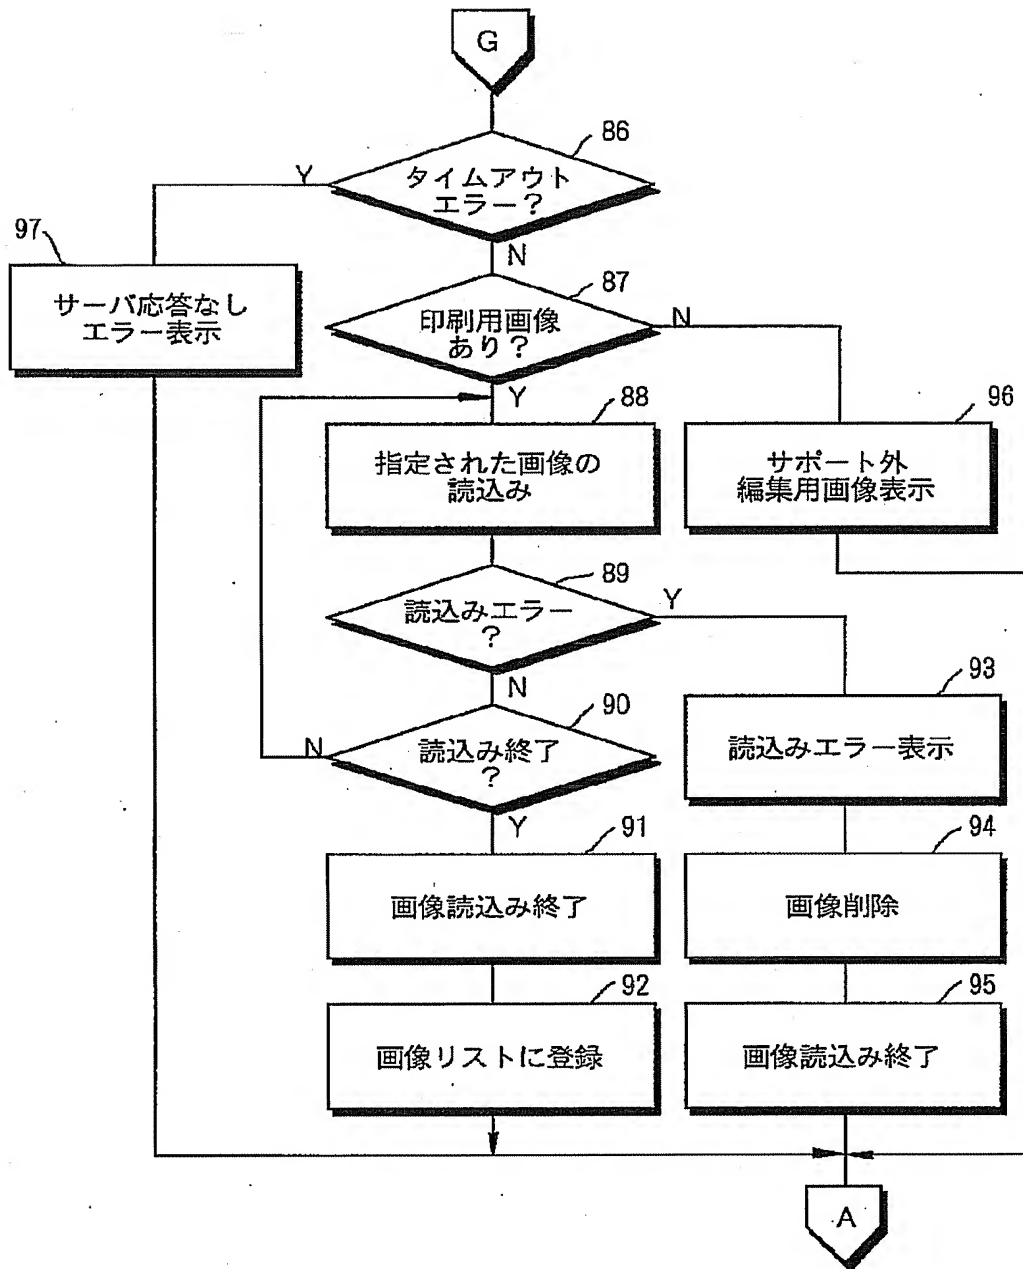 G
86
Y
タイムアウト
エラー?
97
N
サーバ応答なし
エラー表示
87
印刷用画像
あり?
N
Y
88
96
指定された画像の
読込み
サポート外
編集用画像表示
89
読込みエラー
?
Y
N
90
93
N
読込み終了
?
読込みエラー表示
Y
91
94
画像読込み終了
画像削除
92
95
画像リストに登録
画像読込み終了
A